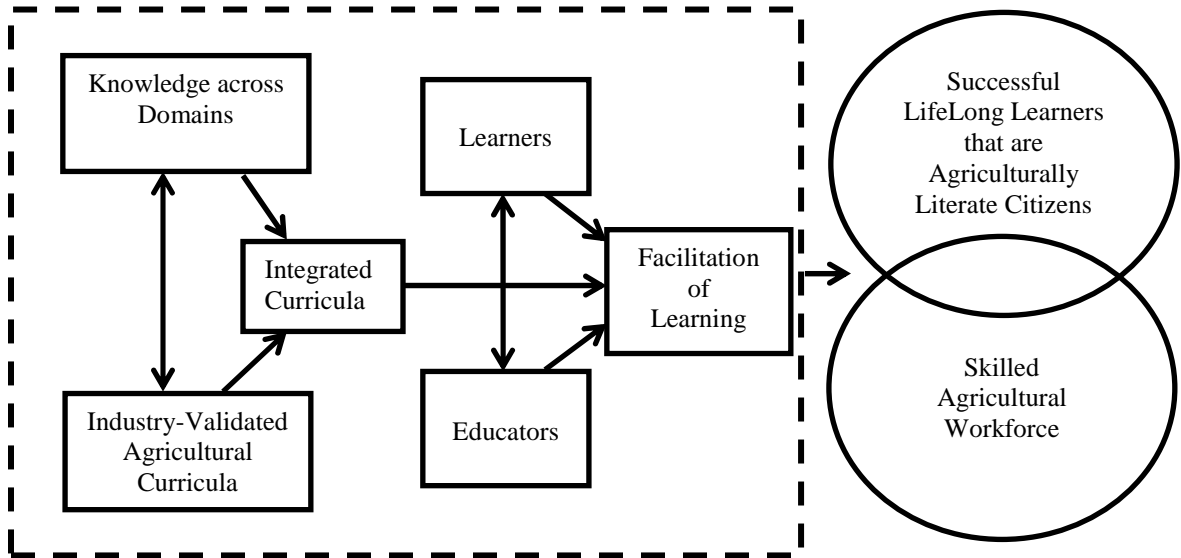 Knowledge across
Domains
Industry-Validated
Agricultural
Curricula
Integrated
Curricula
Learners
Educators
Facilitation
of
Learning
Successful
LifeLong Learners
that are
Agriculturally
Literate Citizens
Skilled
Agricultural
Workforce